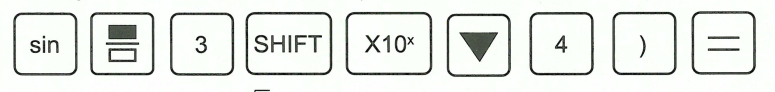 sin 3 SHIFT X10ˣ ▼ 4 ) =